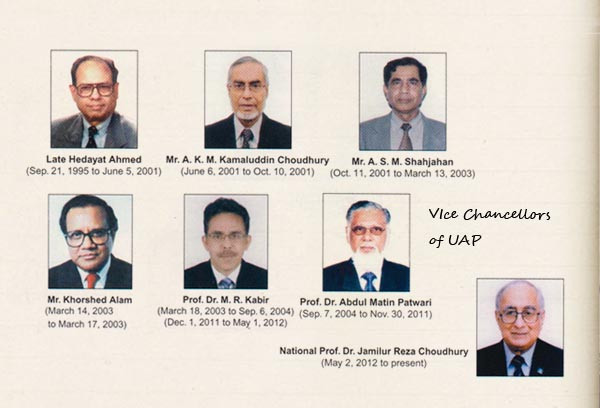 Late Hedayat Ahmed
(Sep. 21, 1995 to June 5, 2001)
Mr. A. K. M. Kamaluddin Choudhury
(June 6, 2001 to Oct. 10, 2001)
Mr. A. S. M. Shahjahan
(Oct. 11, 2001 to March 13, 2003)
Mr. Khorshed Alam
(March 14, 2003
to March 17, 2003)
Prof. Dr. M. R. Kabir
(March 18, 2003 to Sep. 6, 2004)
(Dec. 1, 2011 to May 1, 2012)
Prof. Dr. Abdul Matin Patwari
(Sep. 7, 2004 to Nov. 30, 2011)
Vice Chancellors
of UAP
National Prof. Dr. Jamilur Reza Choudhury
(May 2, 2012 to present)